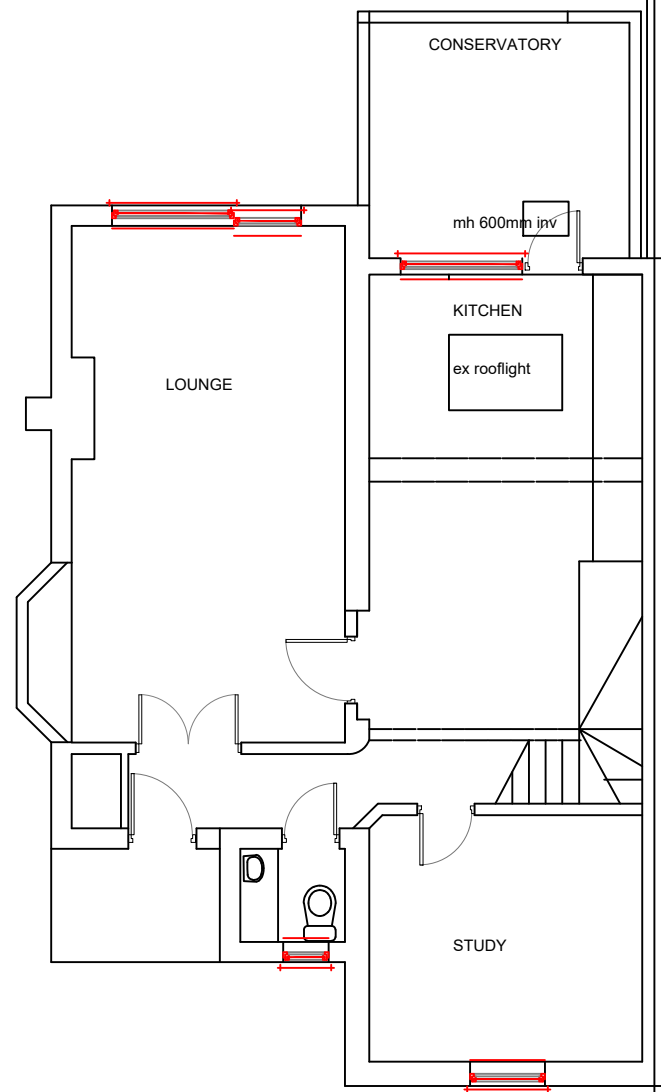 CONSERVATORY
mh 600mm inv
KITCHEN
ex rooflight
LOUNGE
STUDY